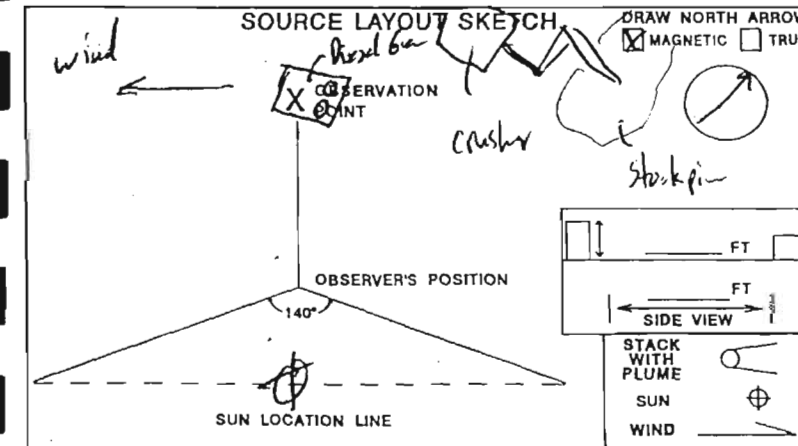 SOURCE LAYOUT SKETCH
DRAW NORTH ARROW
X MAGNETIC TRU
wind
Diesel Gen
X OBSERVATION
POINT
crusher
OBSERVER'S POSITION
140°
FT
FT
SIDE VIEW
STACK
WITH
PLUME
SUN
WIND
SUN LOCATION LINE